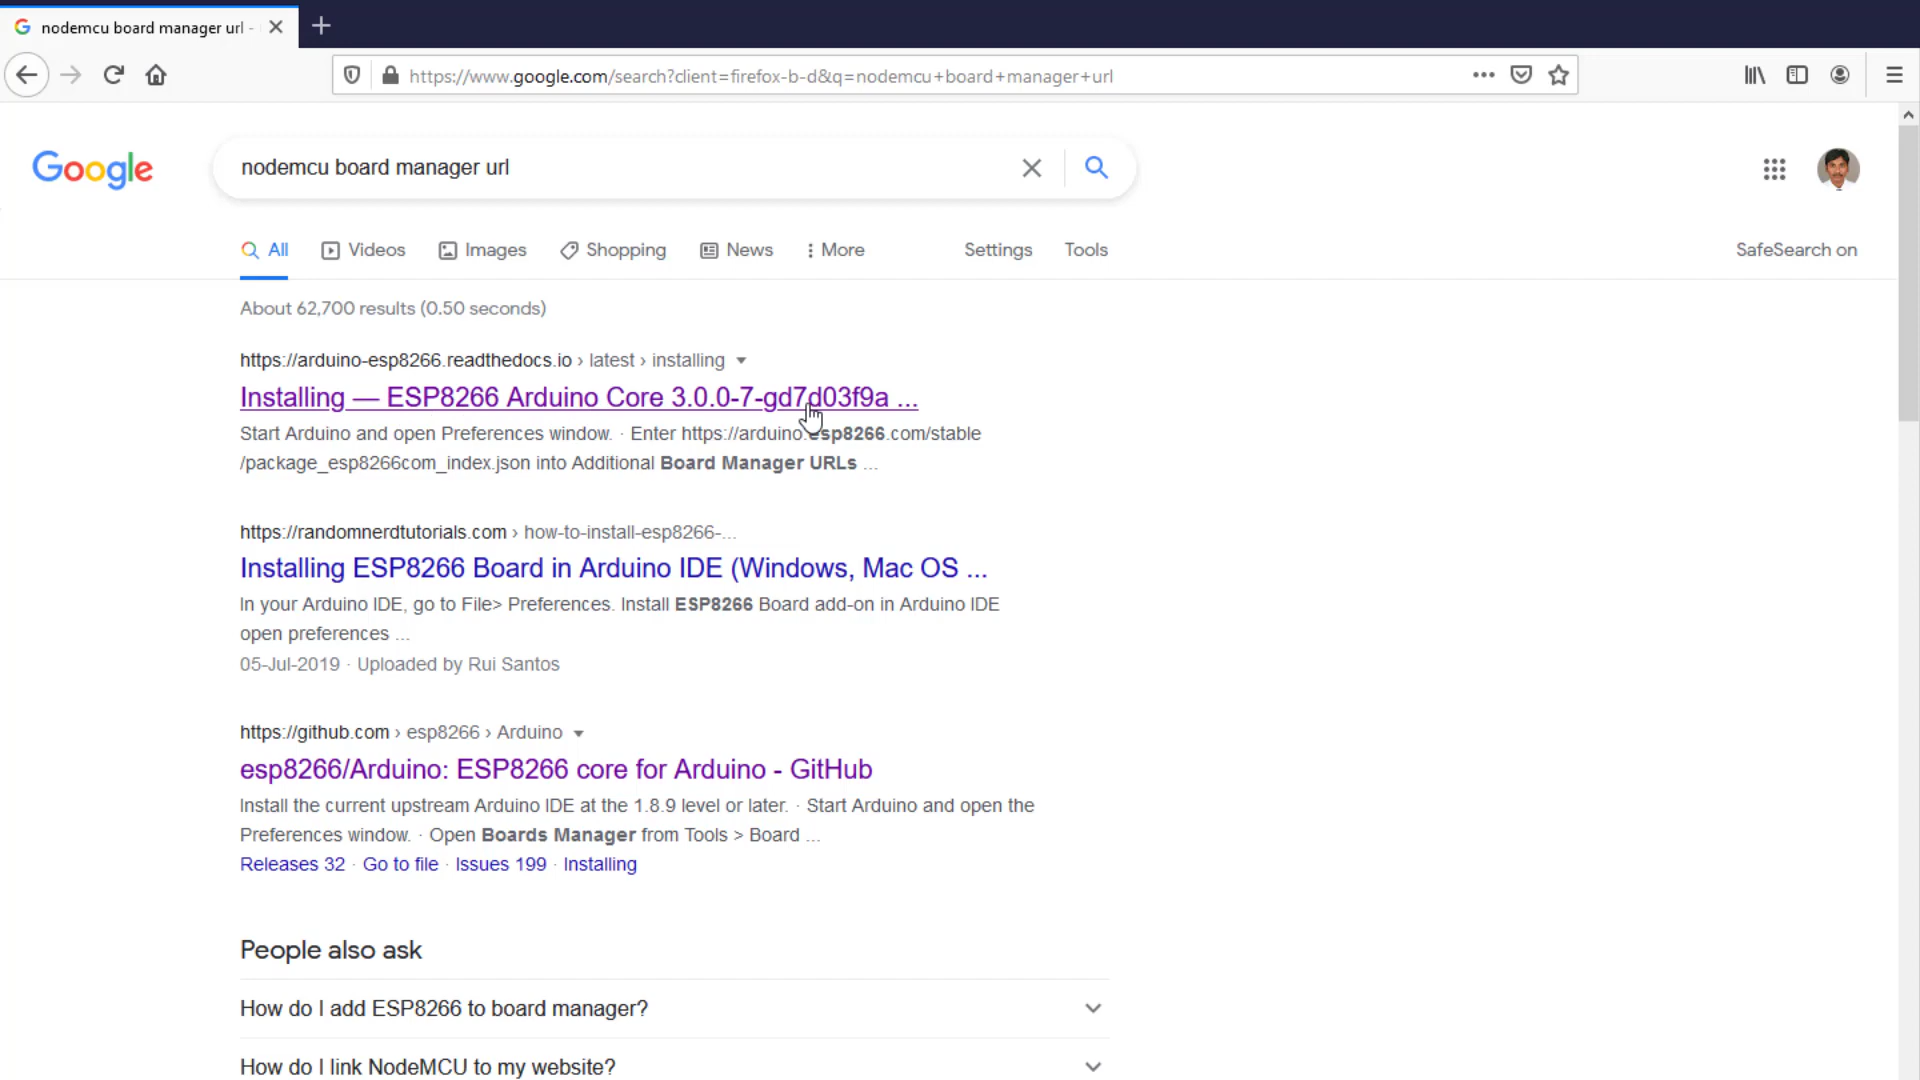 nodemcu board manager url -
https://www.google.com/search?client=firefox-b-d&q=nodemcu+board+manager+url
Google
nodemcu board manager url
All
Videos
Images
Shopping
News
More
Settings
Tools
SafeSearch on
About 62,700 results (0.50 seconds)
https://arduino-esp8266.readthedocs.io › latest › installing
Installing — ESP8266 Arduino Core 3.0.0-7-gd7d03f9a ...
Start Arduino and open Preferences window. · Enter https://arduino.esp8266.com/stable
/package_esp8266com_index.json into Additional Board Manager URLs ...
https://randomnerdtutorials.com › how-to-install-esp8266-...
Installing ESP8266 Board in Arduino IDE (Windows, Mac OS ...
In your Arduino IDE, go to File> Preferences. Install ESP8266 Board add-on in Arduino IDE
open preferences ...
05-Jul-2019 · Uploaded by Rui Santos
https://github.com › esp8266 › Arduino
esp8266/Arduino: ESP8266 core for Arduino - GitHub
Install the current upstream Arduino IDE at the 1.8.9 level or later. · Start Arduino and open the
Preferences window. · Open Boards Manager from Tools > Board ...
Releases 32 · Go to file · Issues 199 · Installing
People also ask
How do I add ESP8266 to board manager?
How do I link NodeMCU to my website?